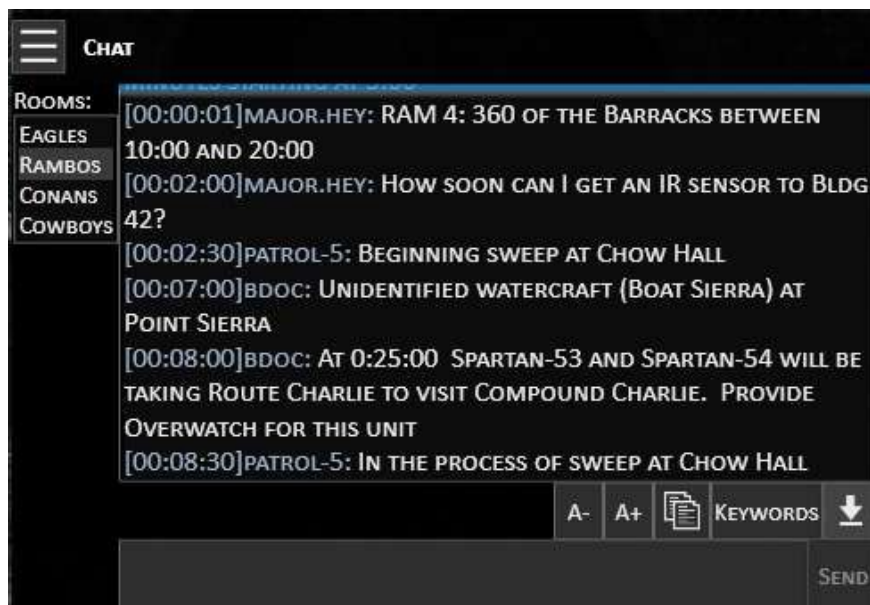 Chat
Rooms:
Eagles
Rambos
Conans
Cowboys
[00:00:01]major.hey: RAM 4: 360 of the Barracks between
10:00 and 20:00
[00:02:00]major.hey: How soon can I get an IR sensor to Bldg
42?
[00:02:30]patrol-5: Beginning sweep at Chow Hall
[00:07:00]bdoc: Unidentified watercraft (Boat Sierra) at
Point Sierra
[00:08:00]bdoc: At 0:25:00 Spartan-53 and Spartan-54 will be
taking Route Charlie to visit Compound Charlie. Provide
Overwatch for this unit
[00:08:30]patrol-5: In the process of sweep at Chow Hall
A- A+ Keywords
Send